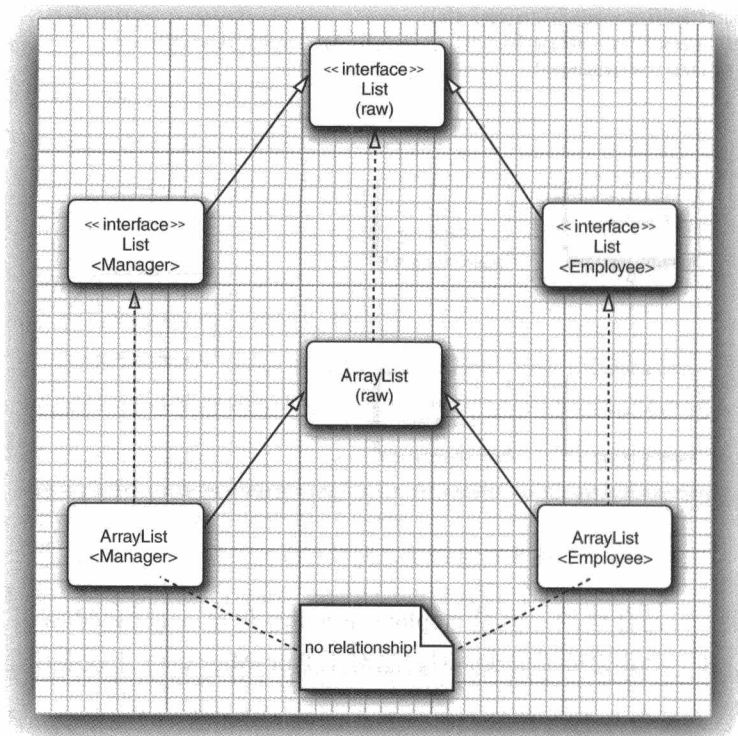 << interface >>
List
(raw)
<< interface >>
List
<Manager>
<< interface >>
List
<Employee>
ArrayList
(raw)
ArrayList
<Manager>
ArrayList
<Employee>
no relationship!